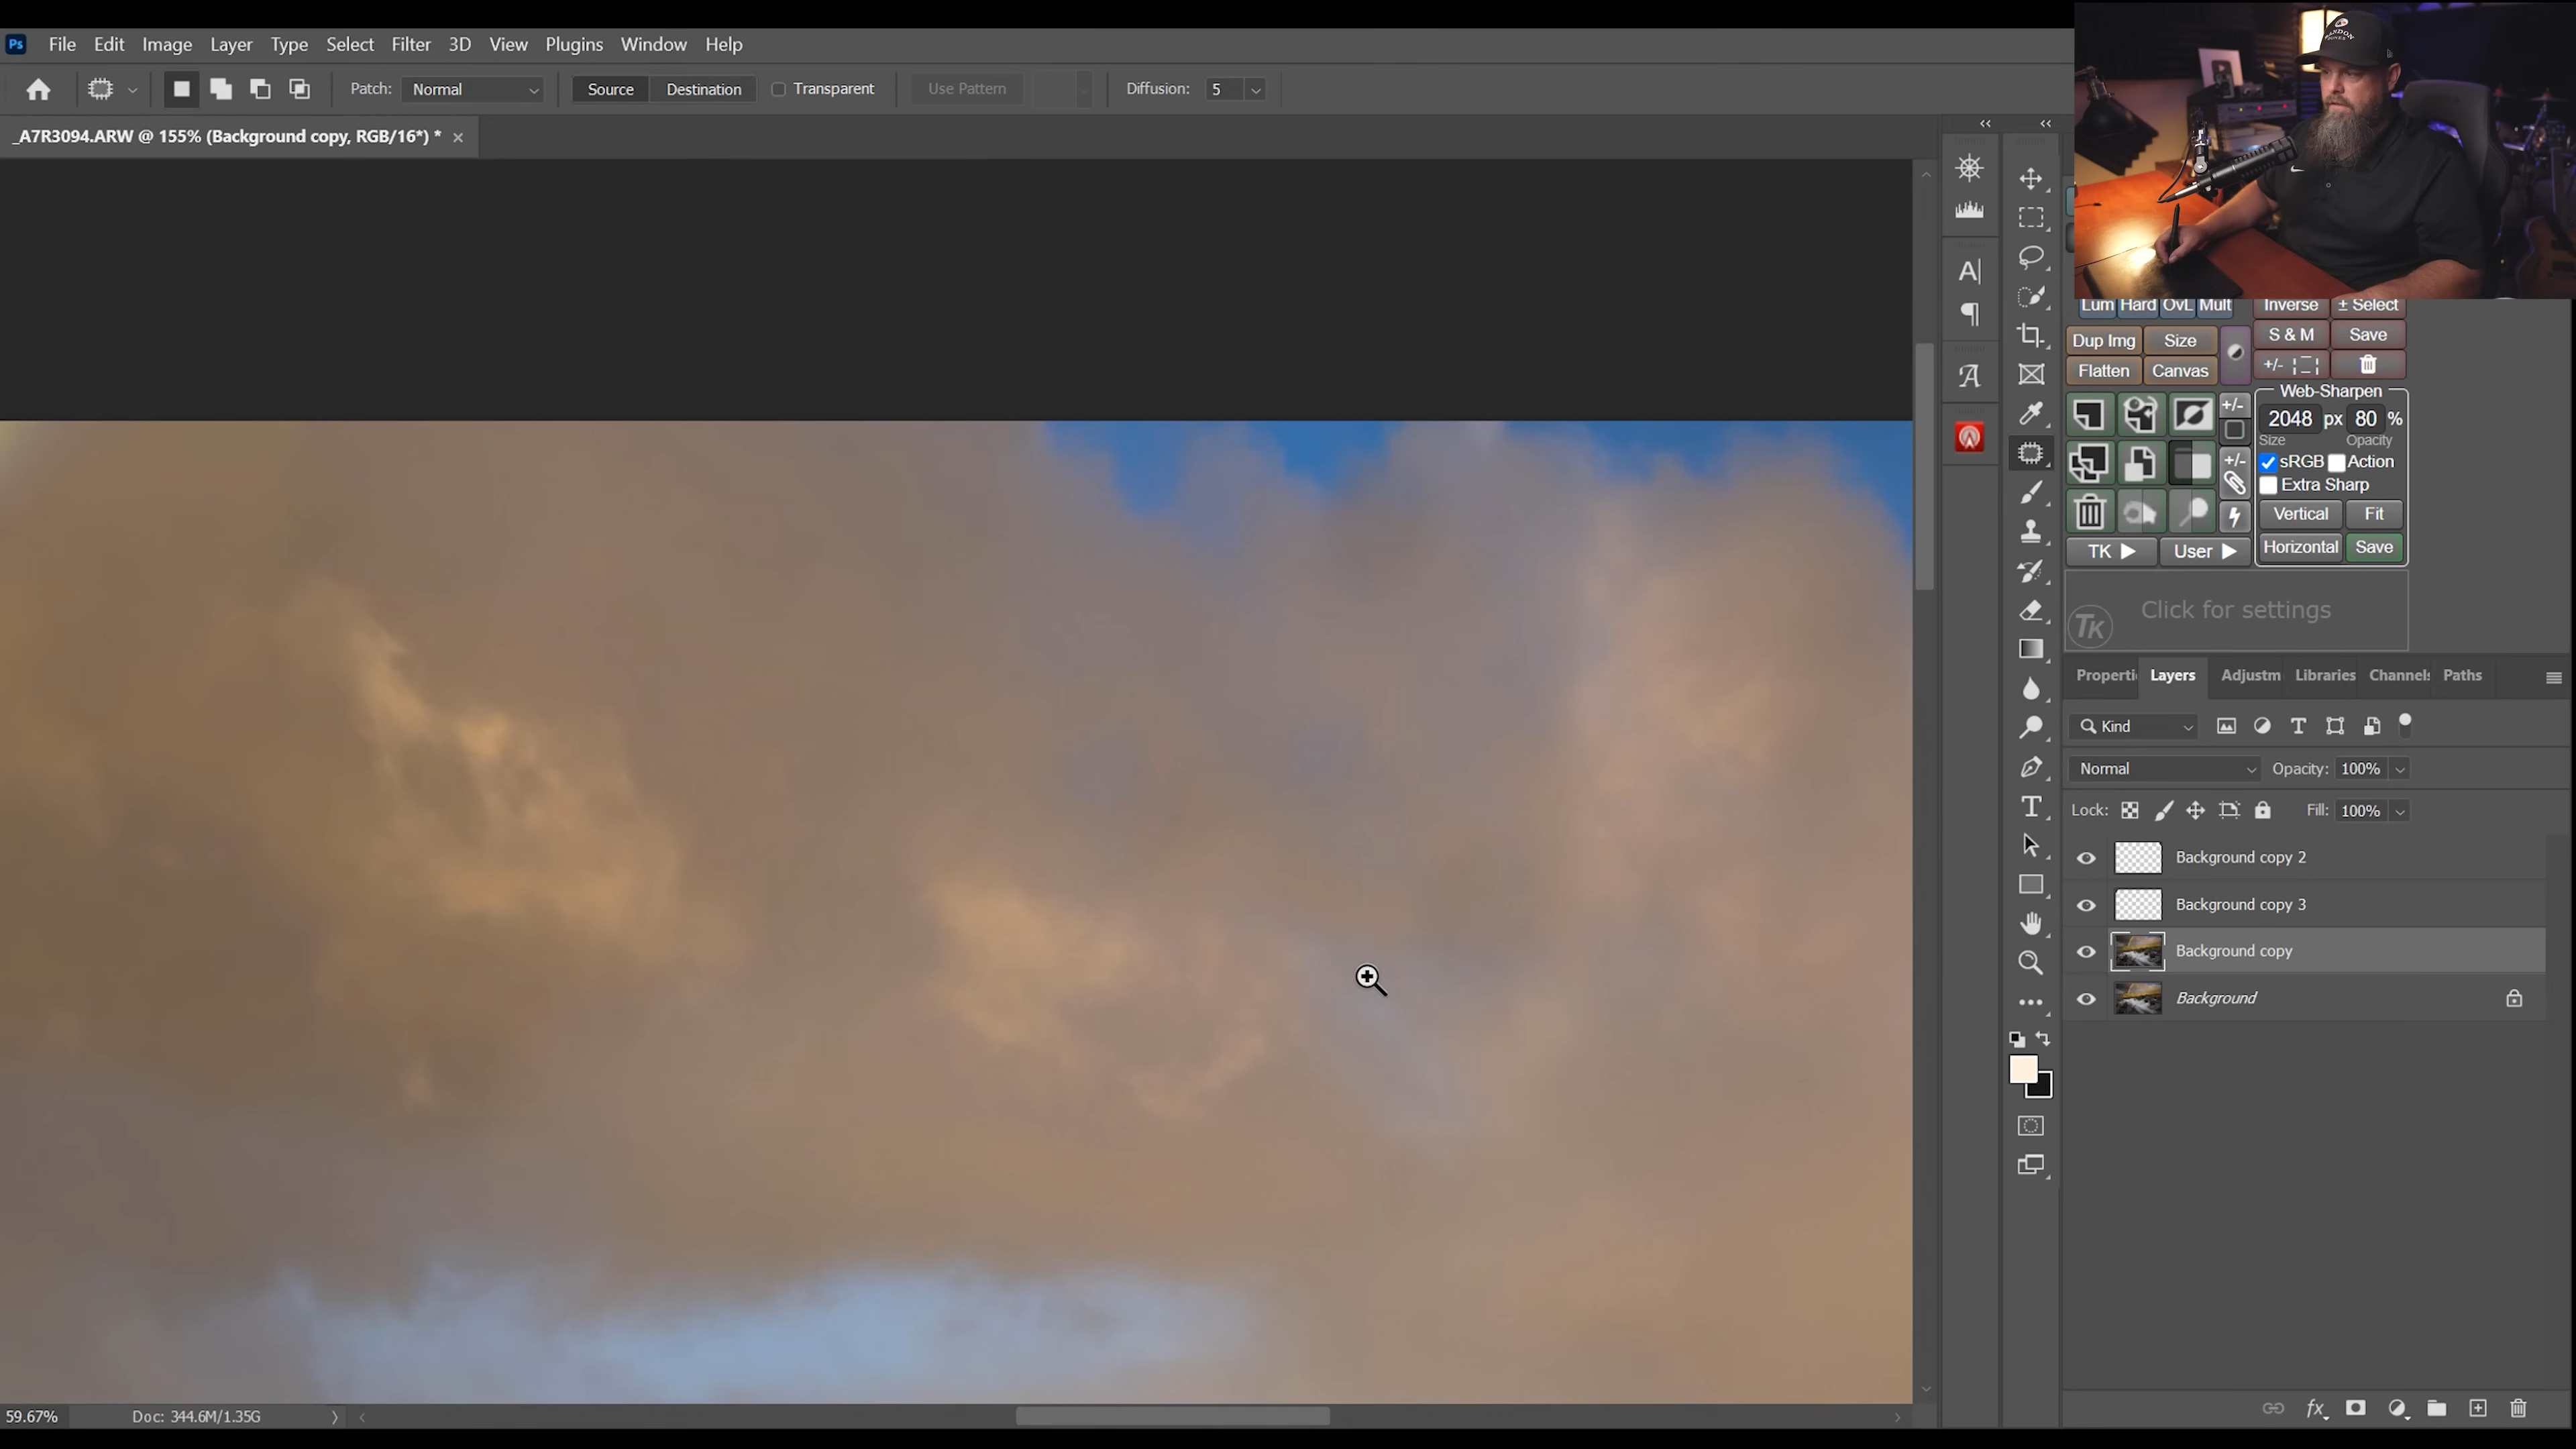 Ps File Edit Image Layer Type Select Filter 3D View Plugins Window Help
Patch: Normal Source Destination Transparent Use Pattern Diffusion: 5
_A7R3094.ARW @ 155% (Background copy, RGB/16*) * ×
Lum Hard OvL Mult Inverse ± Select
Dup Img Size S & M Save
Flatten Canvas +/-
Web-Sharpen
+/- 2048 px 80 %
Size Opacity
+/- sRGB Action
Extra Sharp
Vertical Fit
TK ▶ User ▶ Horizontal Save
TK Click for settings
Properti Layers Adjustm Libraries Channels Paths
Kind
Normal Opacity: 100%
Lock: Fill: 100%
Background copy 2
Background copy 3
Background copy
Background
59.67% Doc: 344.6M/1.35G
fx